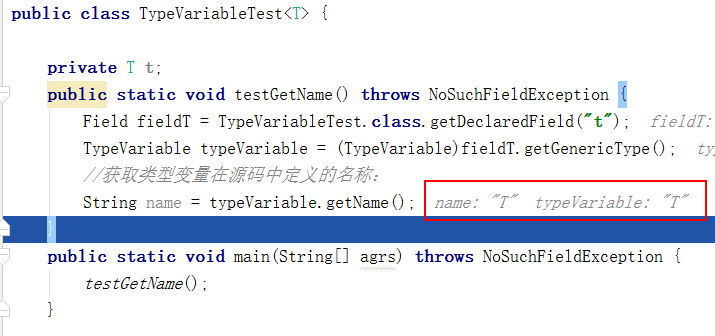 public class TypeVariableTest<T> {
private T t;
public static void testGetName() throws NoSuchFieldException {
Field fieldT = TypeVariableTest.class.getDeclaredField("t"); fieldT:
TypeVariable typeVariable = (TypeVariable)fieldT.getGenericType(); ty
//获取类型变量在源码中定义的名称:
String name = typeVariable.getName(); name: "T" typeVariable: "T"
}
public static void main(String[] agrs) throws NoSuchFieldException {
testGetName();
}